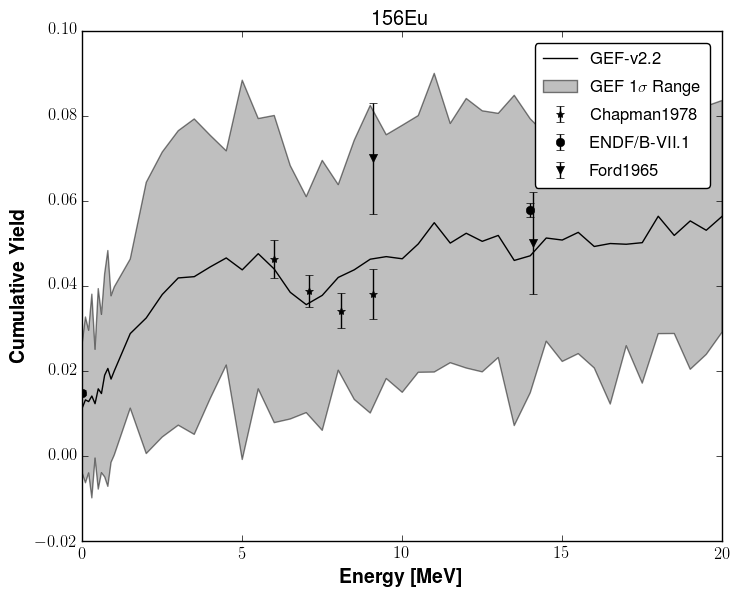 156Eu
0.10
0.08
0.06
0.04
0.02
0.00
−0.02
Cumulative Yield
GEF-v2.2
GEF 1σ Range
Chapman1978
ENDF/B-VII.1
Ford1965
0
5
10
15
20
Energy [MeV]